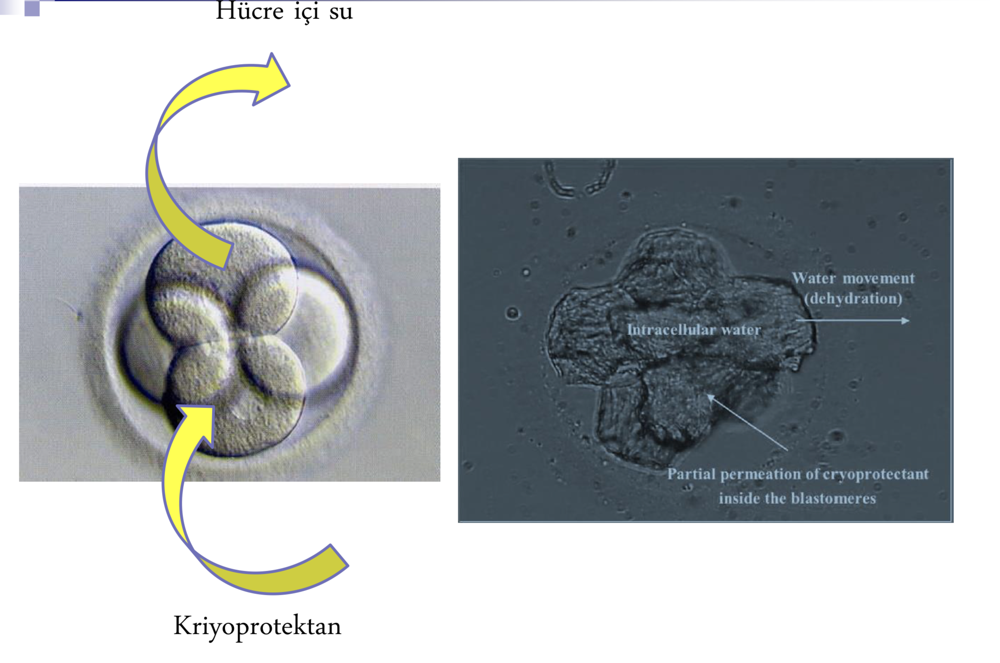 Hücre içi su
Water movement
(dehydration)
Intracellular water
Partial permeation of cryoprotectant
inside the blastomeres
Kriyoprotektan